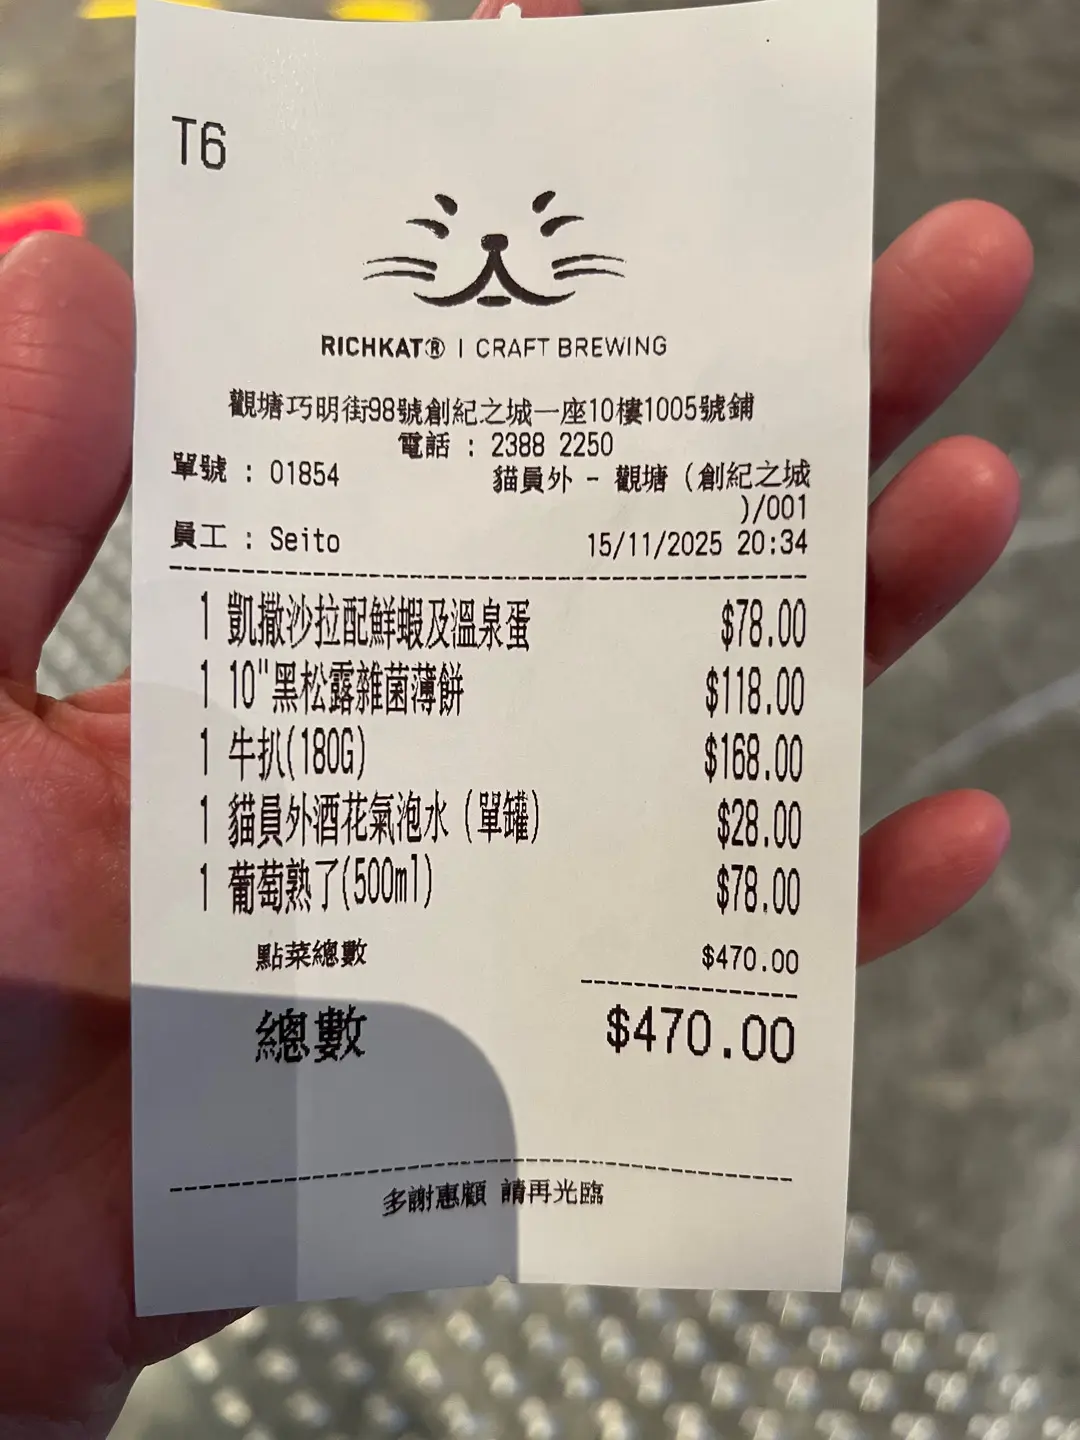 T6
RICHKAT® | CRAFT BREWING
觀塘巧明街98號創紀之城一座10樓1005號鋪
電話 : 2388 2250
單號 : 01854 貓員外 - 觀塘 (創紀之城
)/001
員工 : Seito 15/11/2025 20:34
1 凱撒沙拉配鮮蝦及溫泉蛋 $78.00
1 10"黑松露雜菌薄餅 $118.00
1 牛扒(180G) $168.00
1 貓員外酒花氣泡水 (單罐) $28.00
1 葡萄熟了(500ml) $78.00
點菜總數 $470.00
總數 $470.00
多謝惠顧 請再光臨